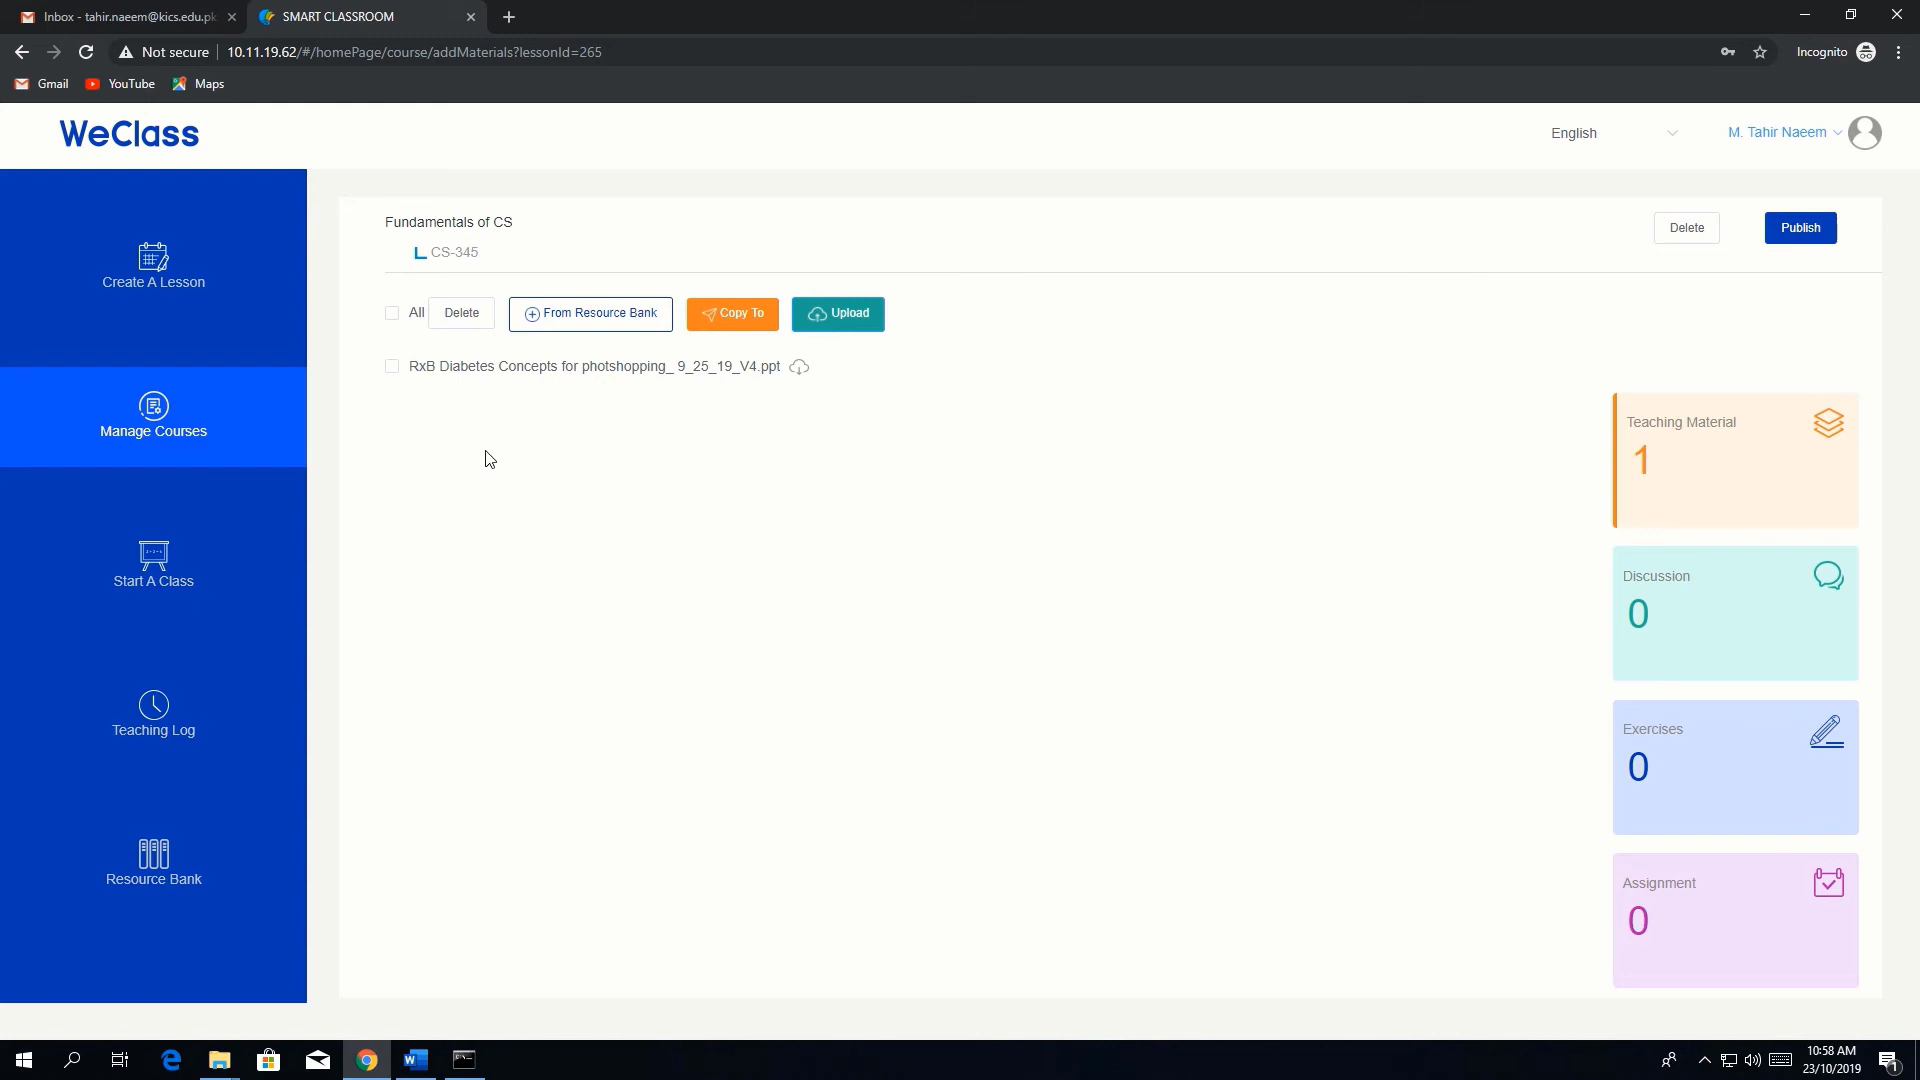 Inbox - tahir.naeem@kics.edu.pk
SMART CLASSROOM
Not secure
10.11.19.62/#/homePage/course/addMaterials?lessonId=265
Incognito
Gmail
YouTube
Maps
WeClass
English
M. Tahir Naeem
Create A Lesson
Manage Courses
Start A Class
Teaching Log
Resource Bank
Fundamentals of CS
CS-345
Delete
Publish
All
Delete
From Resource Bank
Copy To
Upload
RxB Diabetes Concepts for photshopping_ 9_25_19_V4.ppt
Teaching Material
1
Discussion
0
Exercises
0
Assignment
0
10:58 AM
23/10/2019
1